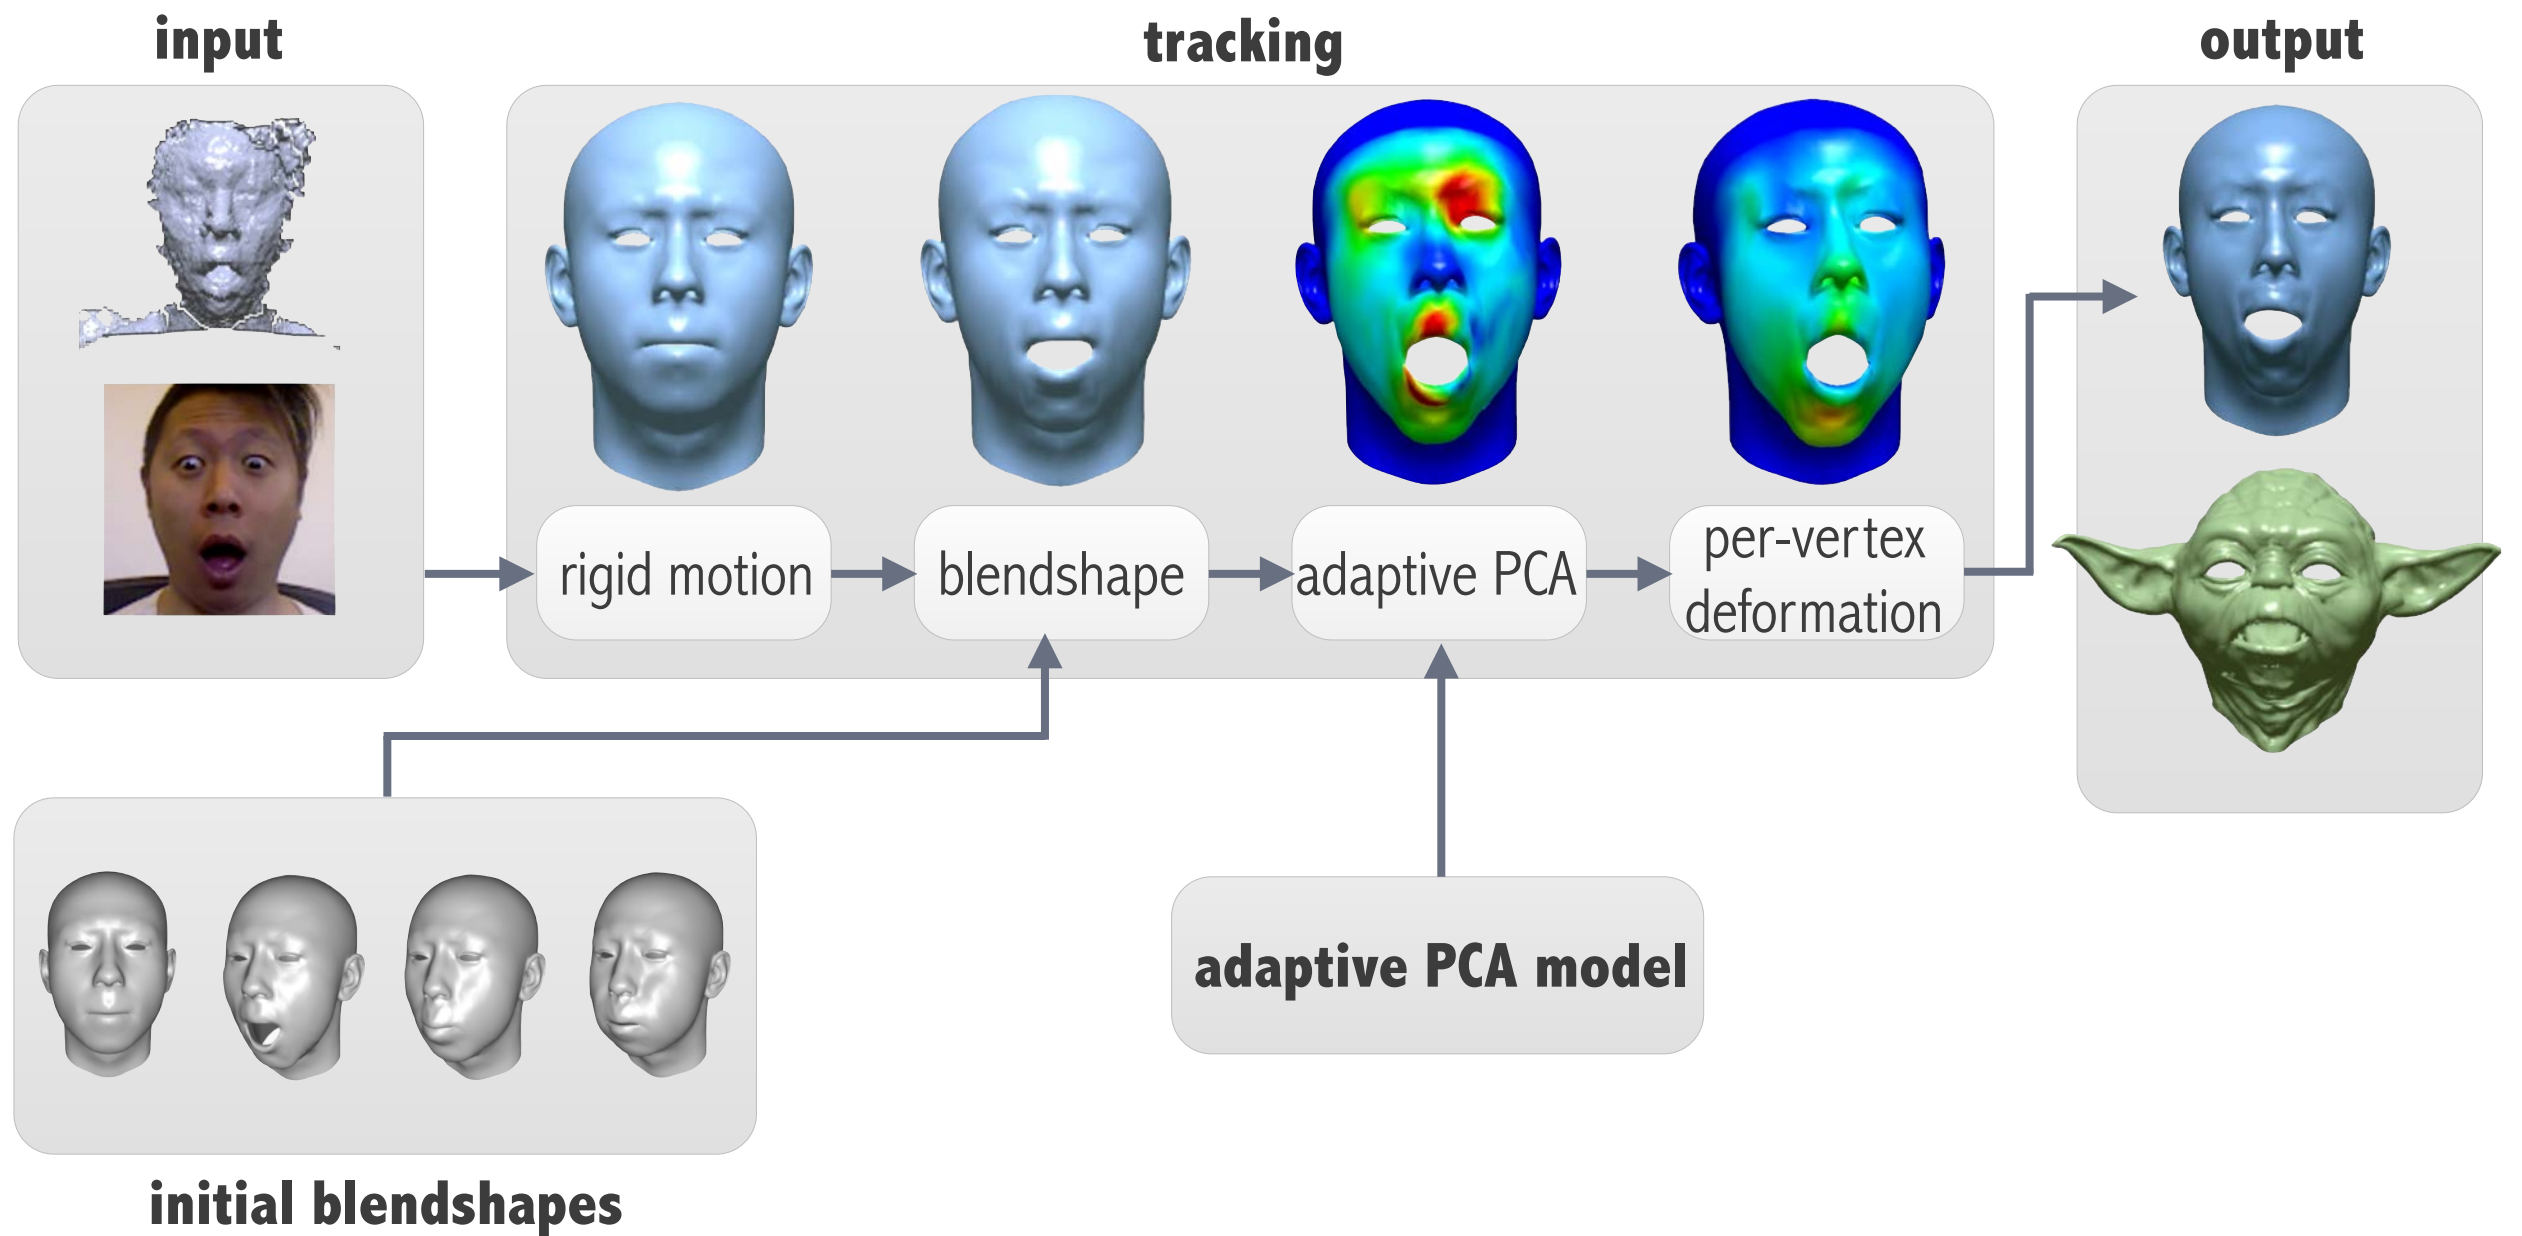 input
tracking
output
rigid motion
blendshape
adaptive PCA
per-vertex
deformation
adaptive PCA model
initial blendshapes